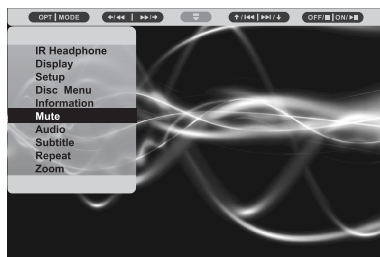 OPT | MODE
←/◄◄ | ►►/→
↑/|◄◄ | ►►|/↓
OFF/■ | ON/►■
IR Headphone
Display
Setup
Disc Menu
Information
Mute
Audio
Subtitle
Repeat
Zoom